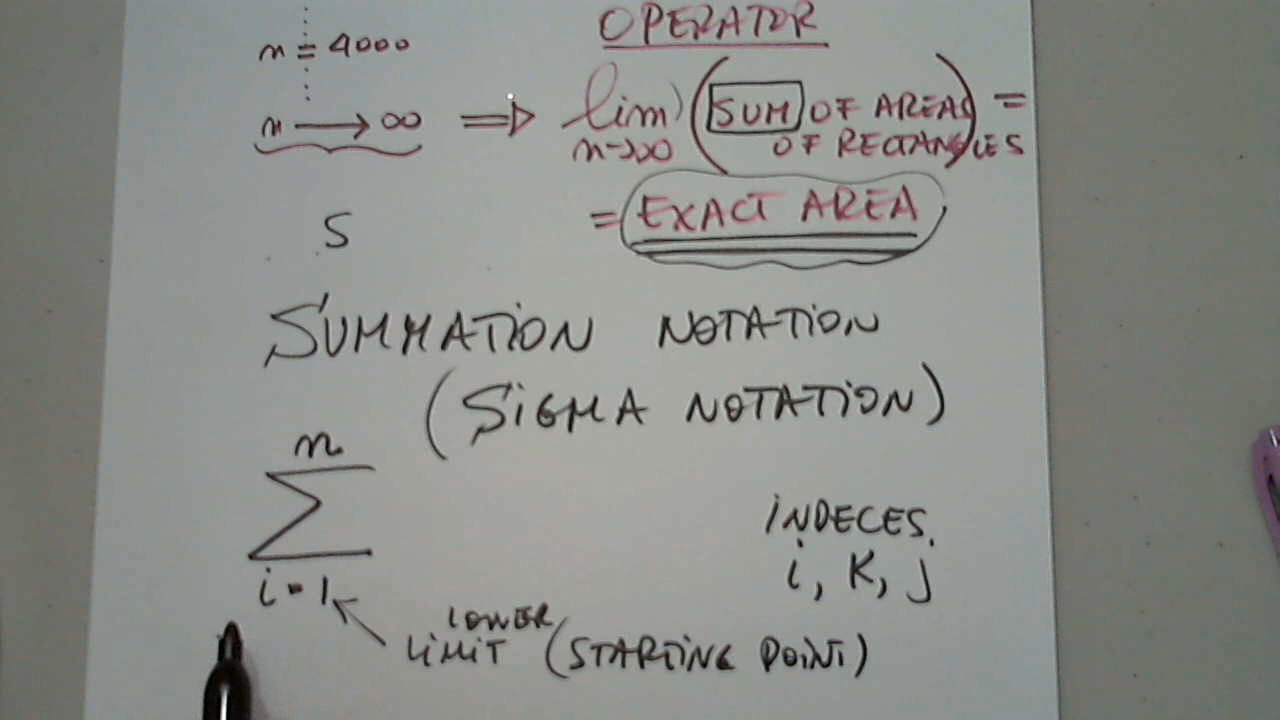 OPERATOR
n = 4000
n → ∞ ⇒ lim n→∞ (SUM OF AREAS OF RECTANGLES) =
= EXACT AREA
S
SUMMATION NOTATION
(SIGMA NOTATION)
n
Σ
i = 1
INDECES
i, K, j
LOWER
LIMIT (STARTING POINT)